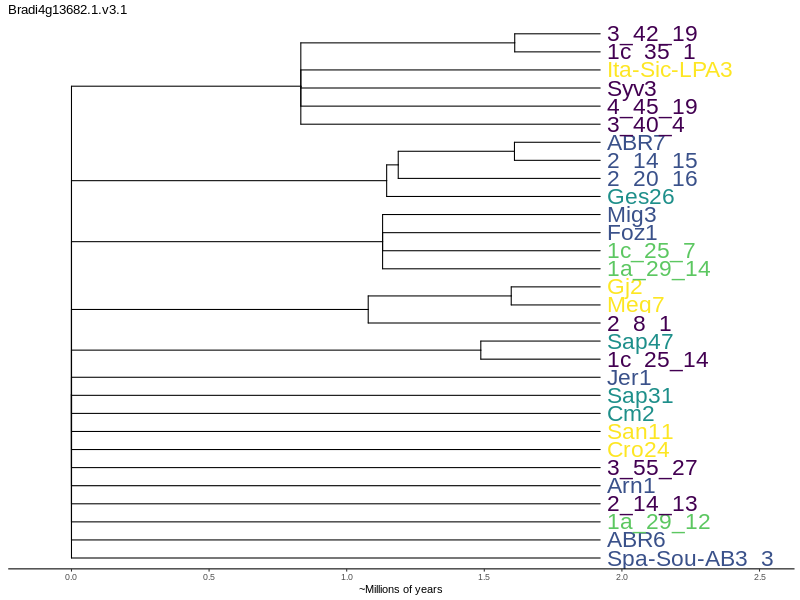 Bradi4g13682.1.v3.1
3_42_19
1c_35_1
Ita-Sic-LPA3
Syv3
4_45_19
3_40_4
ABR7
2_14_15
2_20_16
Ges26
Mig3
Foz1
1c_25_7
1a_29_14
Gj2
Meq7
2_8_1
Sap47
1c_25_14
Jer1
Sap31
Cm2
San11
Cro24
3_55_27
Arn1
2_14_13
1a_29_12
ABR6
Spa-Sou-AB3_3
0.0 0.5 1.0 1.5 2.0 2.5
~Millions of years